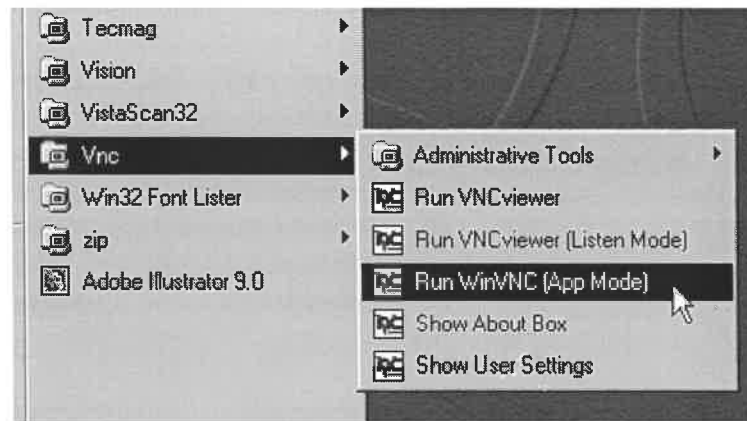 Tecmag
Vision
VistaScan32
Vnc
Win32 Font Lister
zip
Adobe Illustrator 9.0
Administrative Tools
Run VNCviewer
Run VNCviewer (Listen Mode)
Run WinVNC (App Mode)
Show About Box
Show User Settings